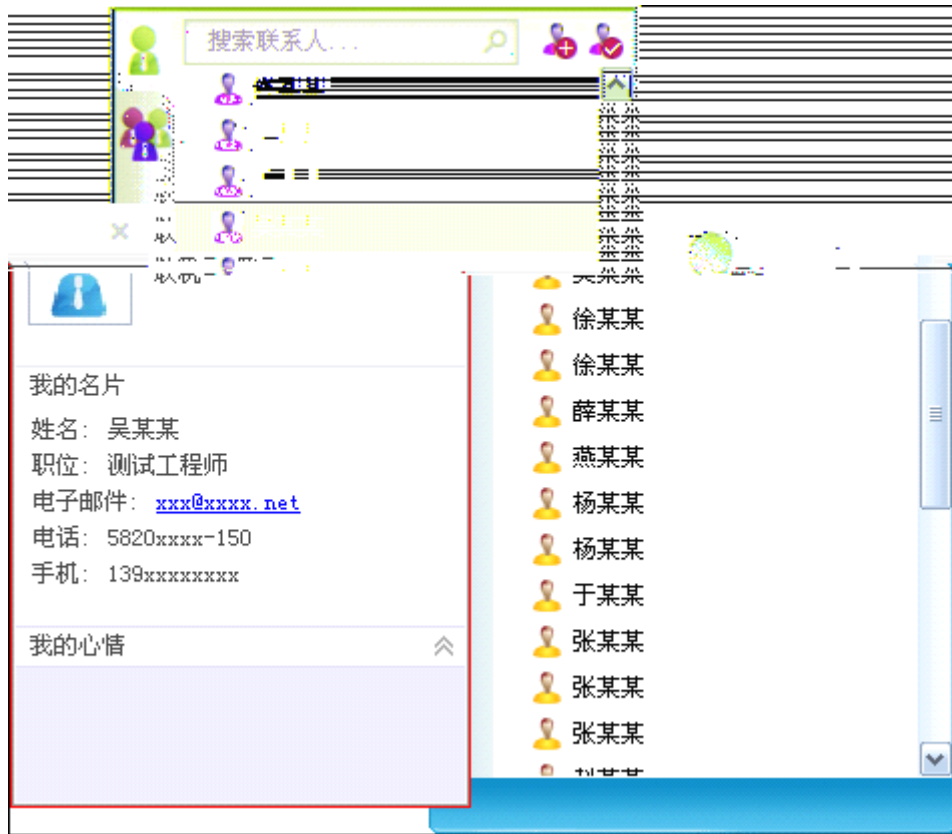 搜索联系人...
我的名片
姓名: 吴某某
职位: 测试工程师
电子邮件: xxx@xxxx.net
电话: 5820xxxx-150
手机: 139xxxxxxxx
我的心情
吴某某
徐某某
徐某某
薛某某
燕某某
杨某某
杨某某
于某某
张某某
张某某
张某某